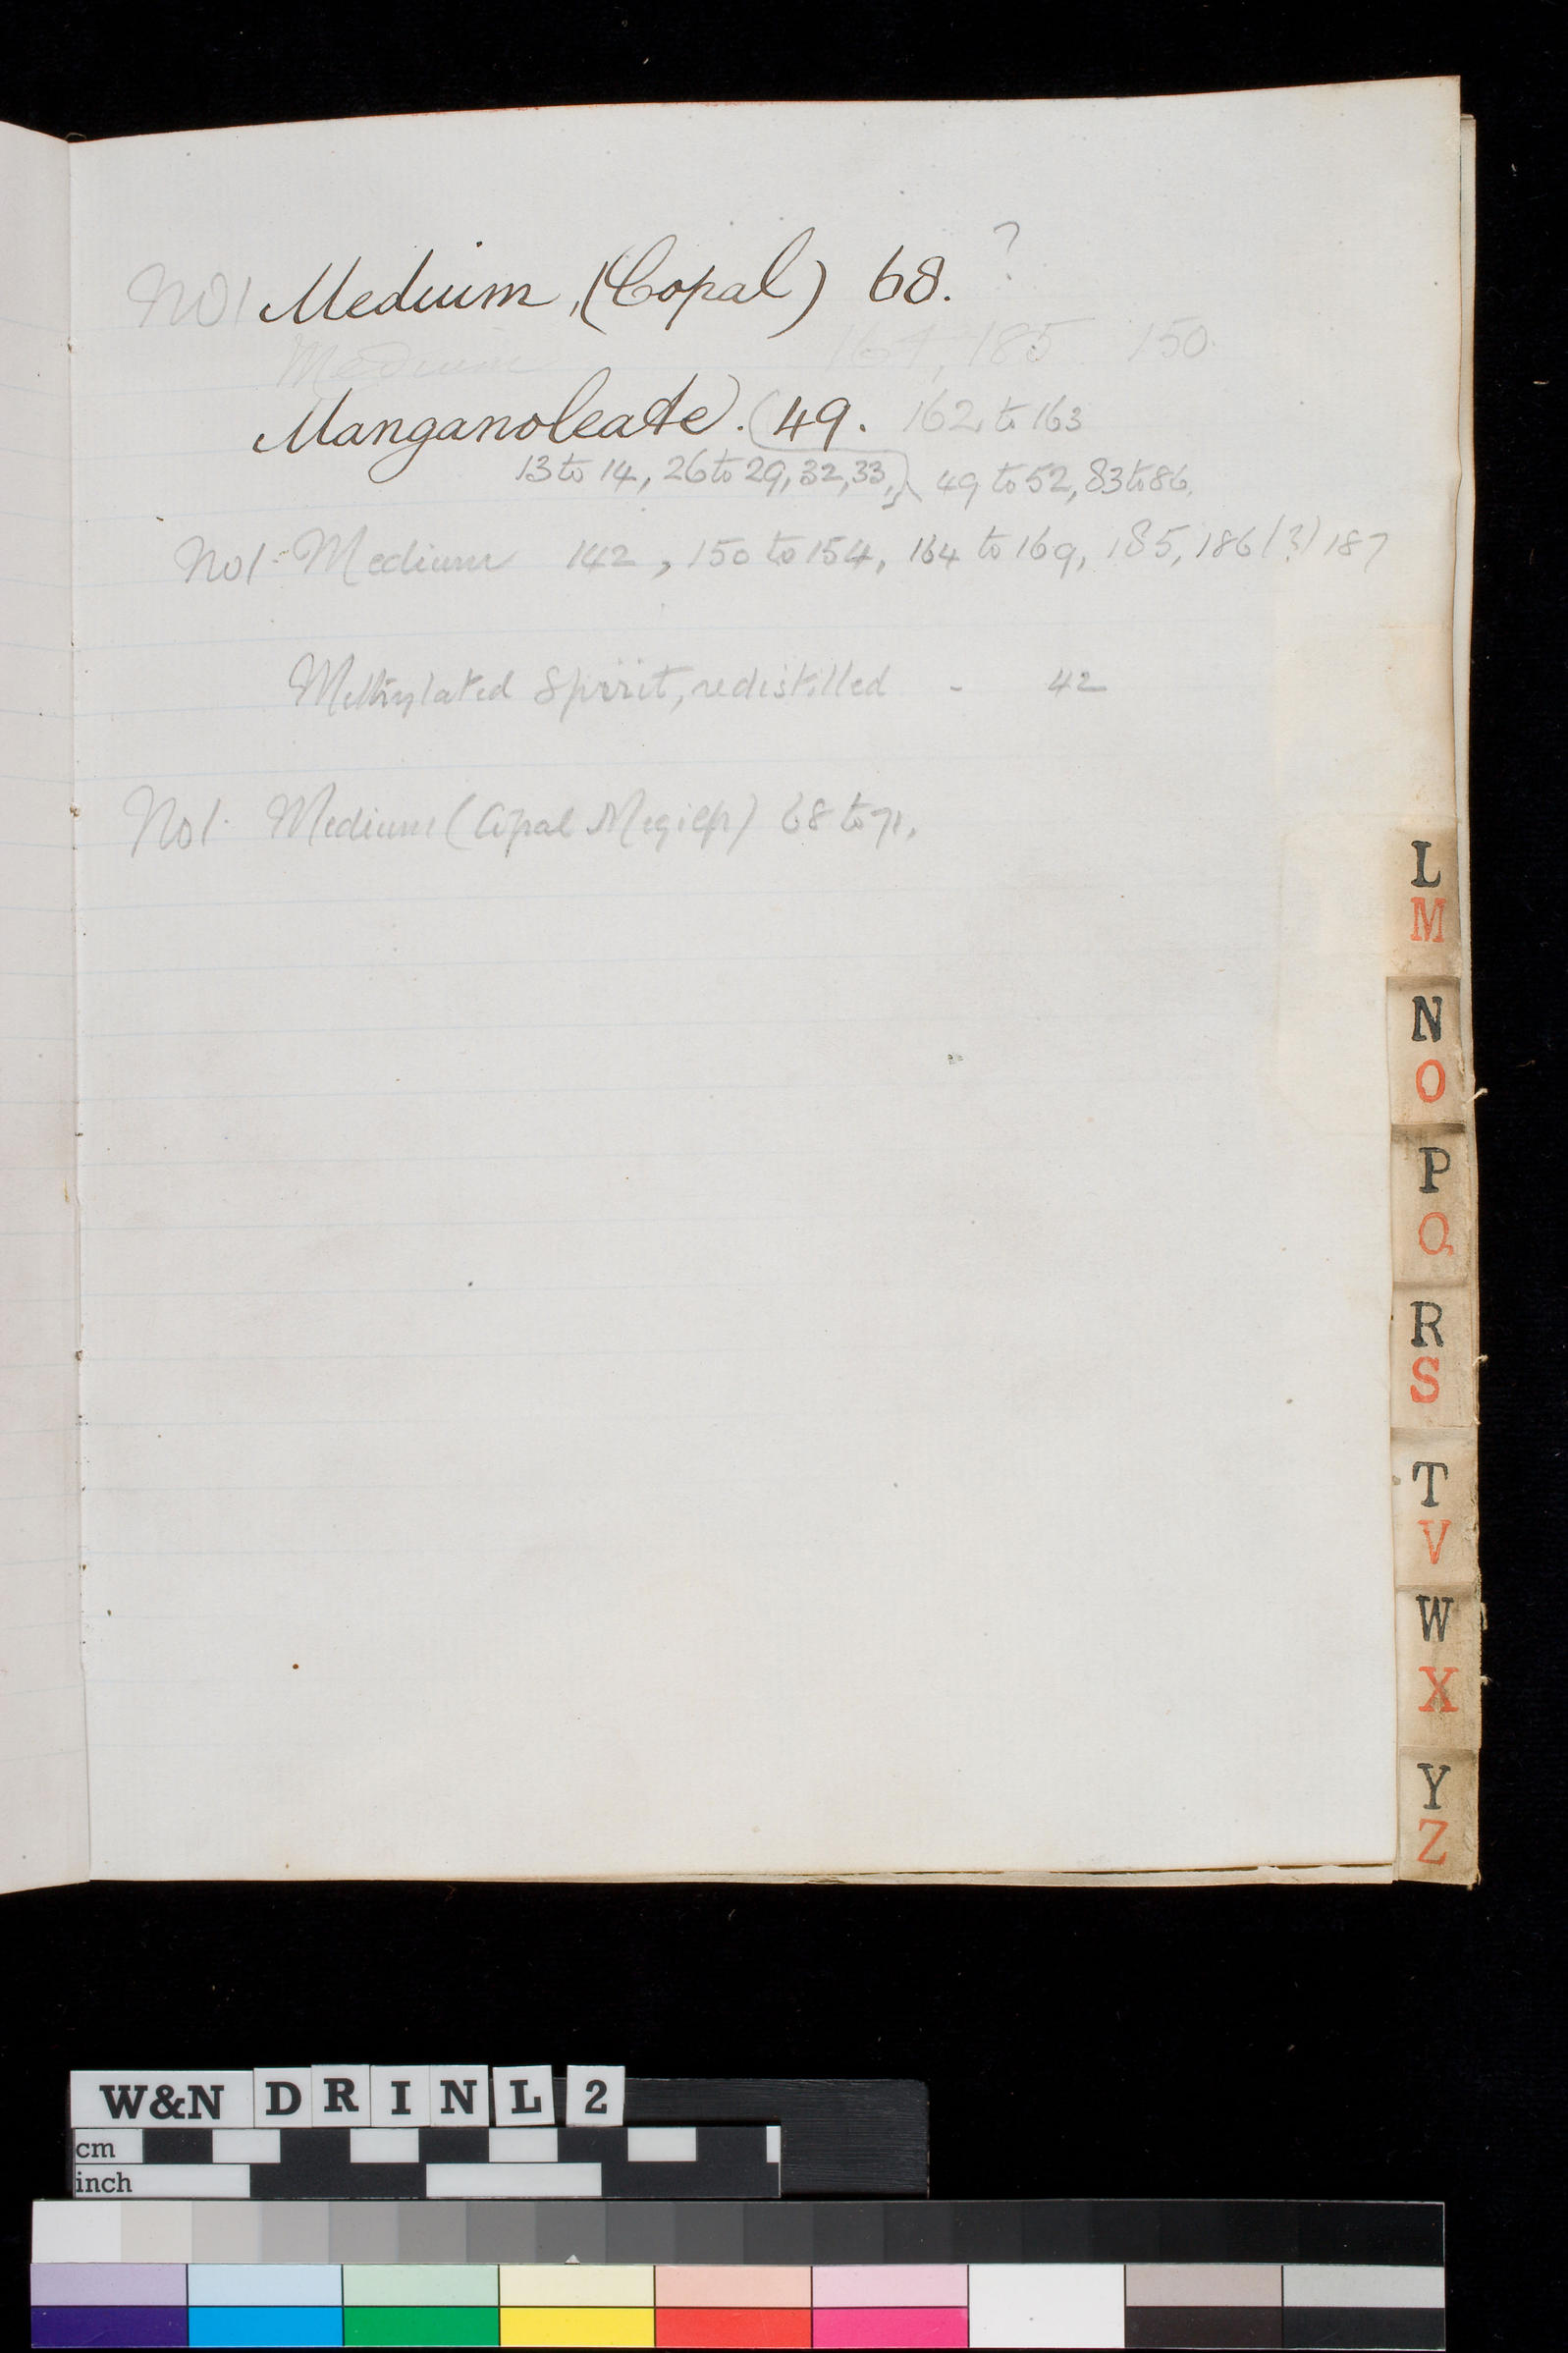 No1 Medium (Copal) 68. ?
Medium 164, 185 150.
Manganoleate. (49. 162 to 163
13 to 14, 26 to 29, 32, 33, 49 to 52, 83 to 86.
No1. Medium 142, 150 to 154, 164 to 169, 185, 186 (?) 187
Methylated Spirit, redistilled - 42
No1. Medium (Copal Megilp) 68 to 71.
L
M
N
O
P
Q
R
S
T
V
W
X
Y
Z
W&N D R I N L 2
cm
inch